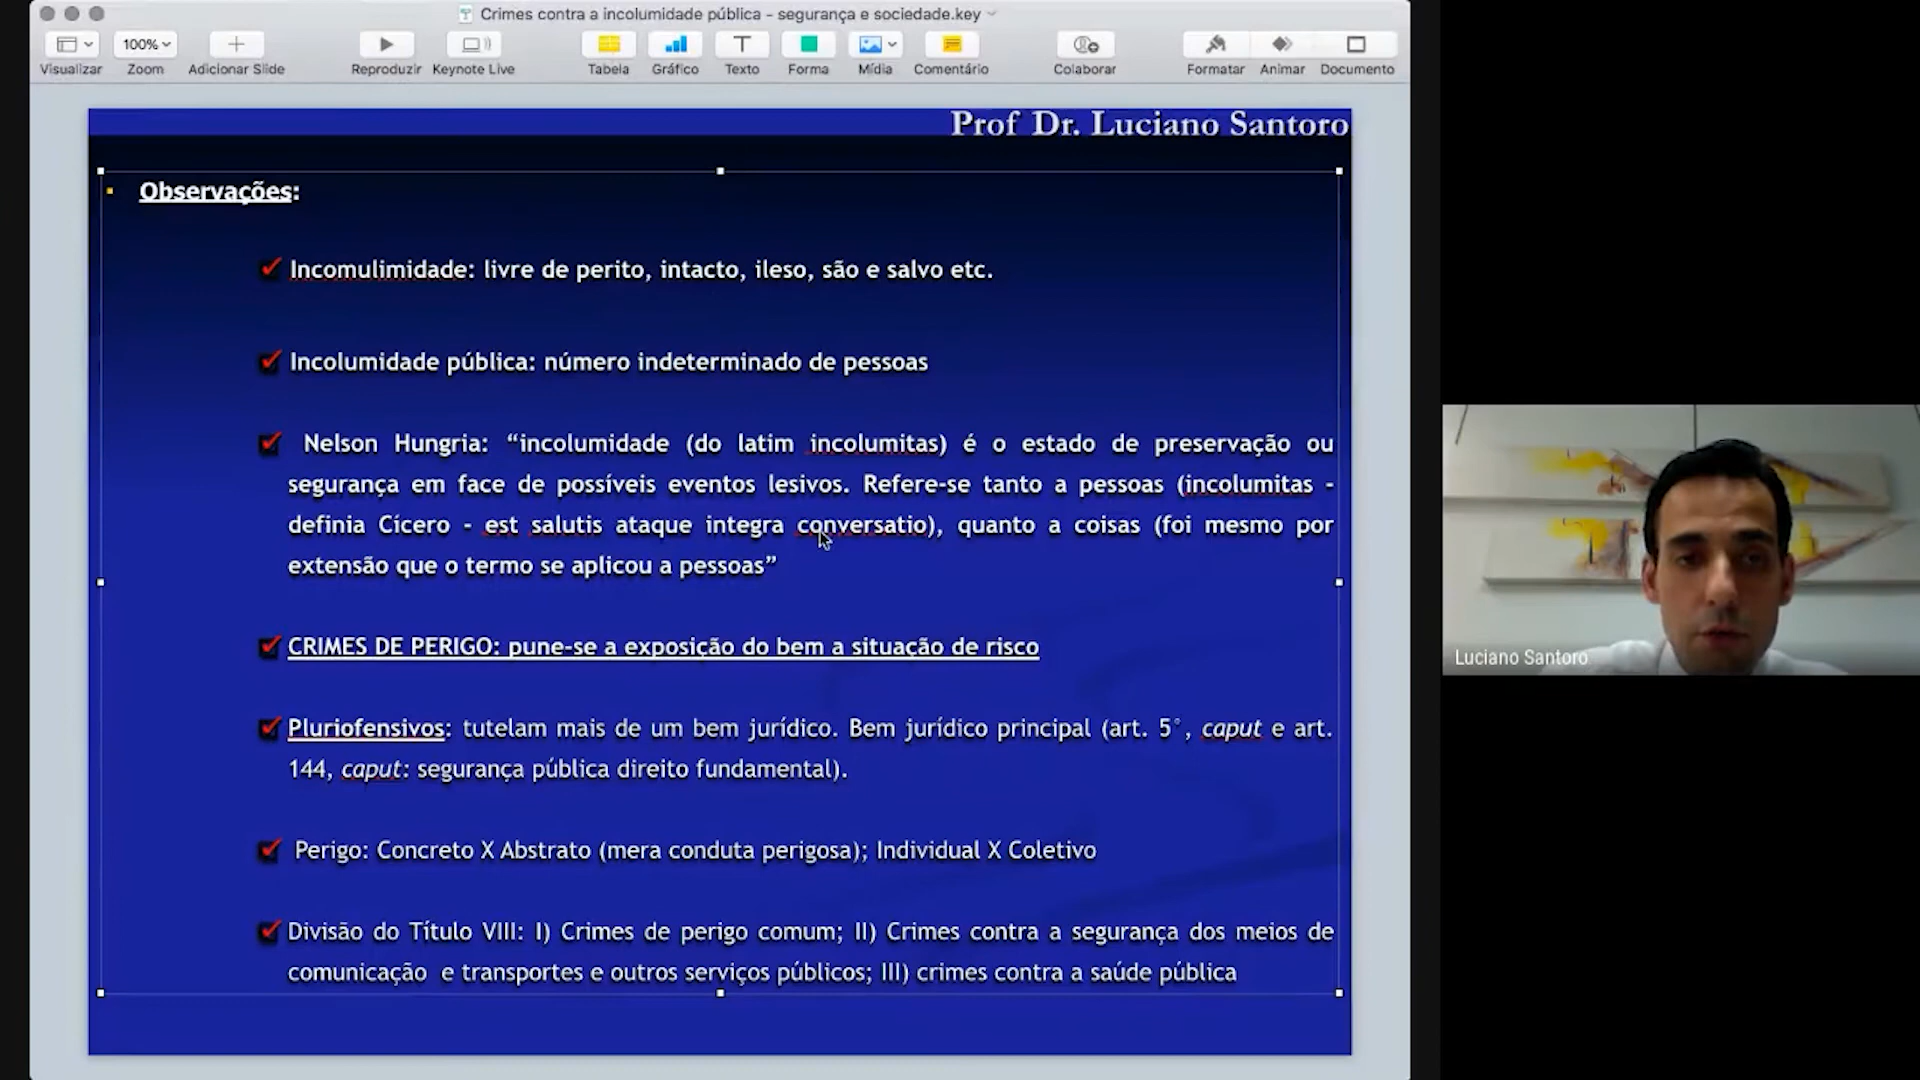 Crimes contra a incolumidade pública - segurança e sociedade.key
100%
Visualizar Zoom Adicionar Slide Reproduzir Keynote Live Tabela Gráfico Texto Forma Mídia Comentário Colaborar Formatar Animar Documento
Prof Dr. Luciano Santoro
Observações:
Incomulimidade: livre de perito, intacto, ileso, são e salvo etc.
Incolumidade pública: número indeterminado de pessoas
Nelson Hungria: “incolumidade (do latim incolumitas) é o estado de preservação ou
segurança em face de possíveis eventos lesivos. Refere-se tanto a pessoas (incolumitas -
definia Cícero - est salutis ataque integra conversatio), quanto a coisas (foi mesmo por
extensão que o termo se aplicou a pessoas”
CRIMES DE PERIGO: pune-se a exposição do bem a situação de risco
Pluriofensivos: tutelam mais de um bem jurídico. Bem jurídico principal (art. 5°, caput e art.
144, caput: segurança pública direito fundamental).
Perigo: Concreto X Abstrato (mera conduta perigosa); Individual X Coletivo
Divisão do Título VIII: I) Crimes de perigo comum; II) Crimes contra a segurança dos meios de
comunicação e transportes e outros serviços públicos; III) crimes contra a saúde pública
Luciano Santoro